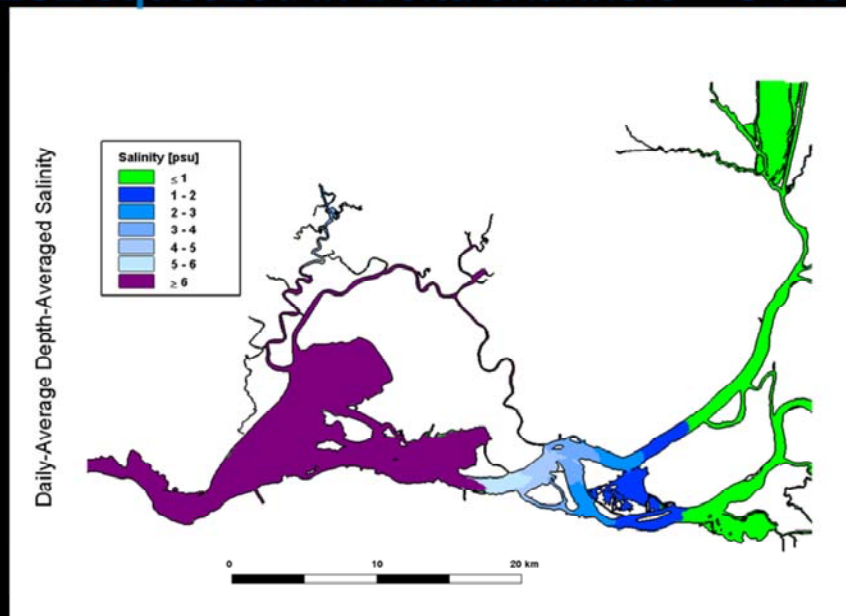 Daily-Average Depth-Averaged Salinity
Salinity [psu]
≤ 1
1 - 2
2 - 3
3 - 4
4 - 5
5 - 6
≥ 6
0 10 20 km